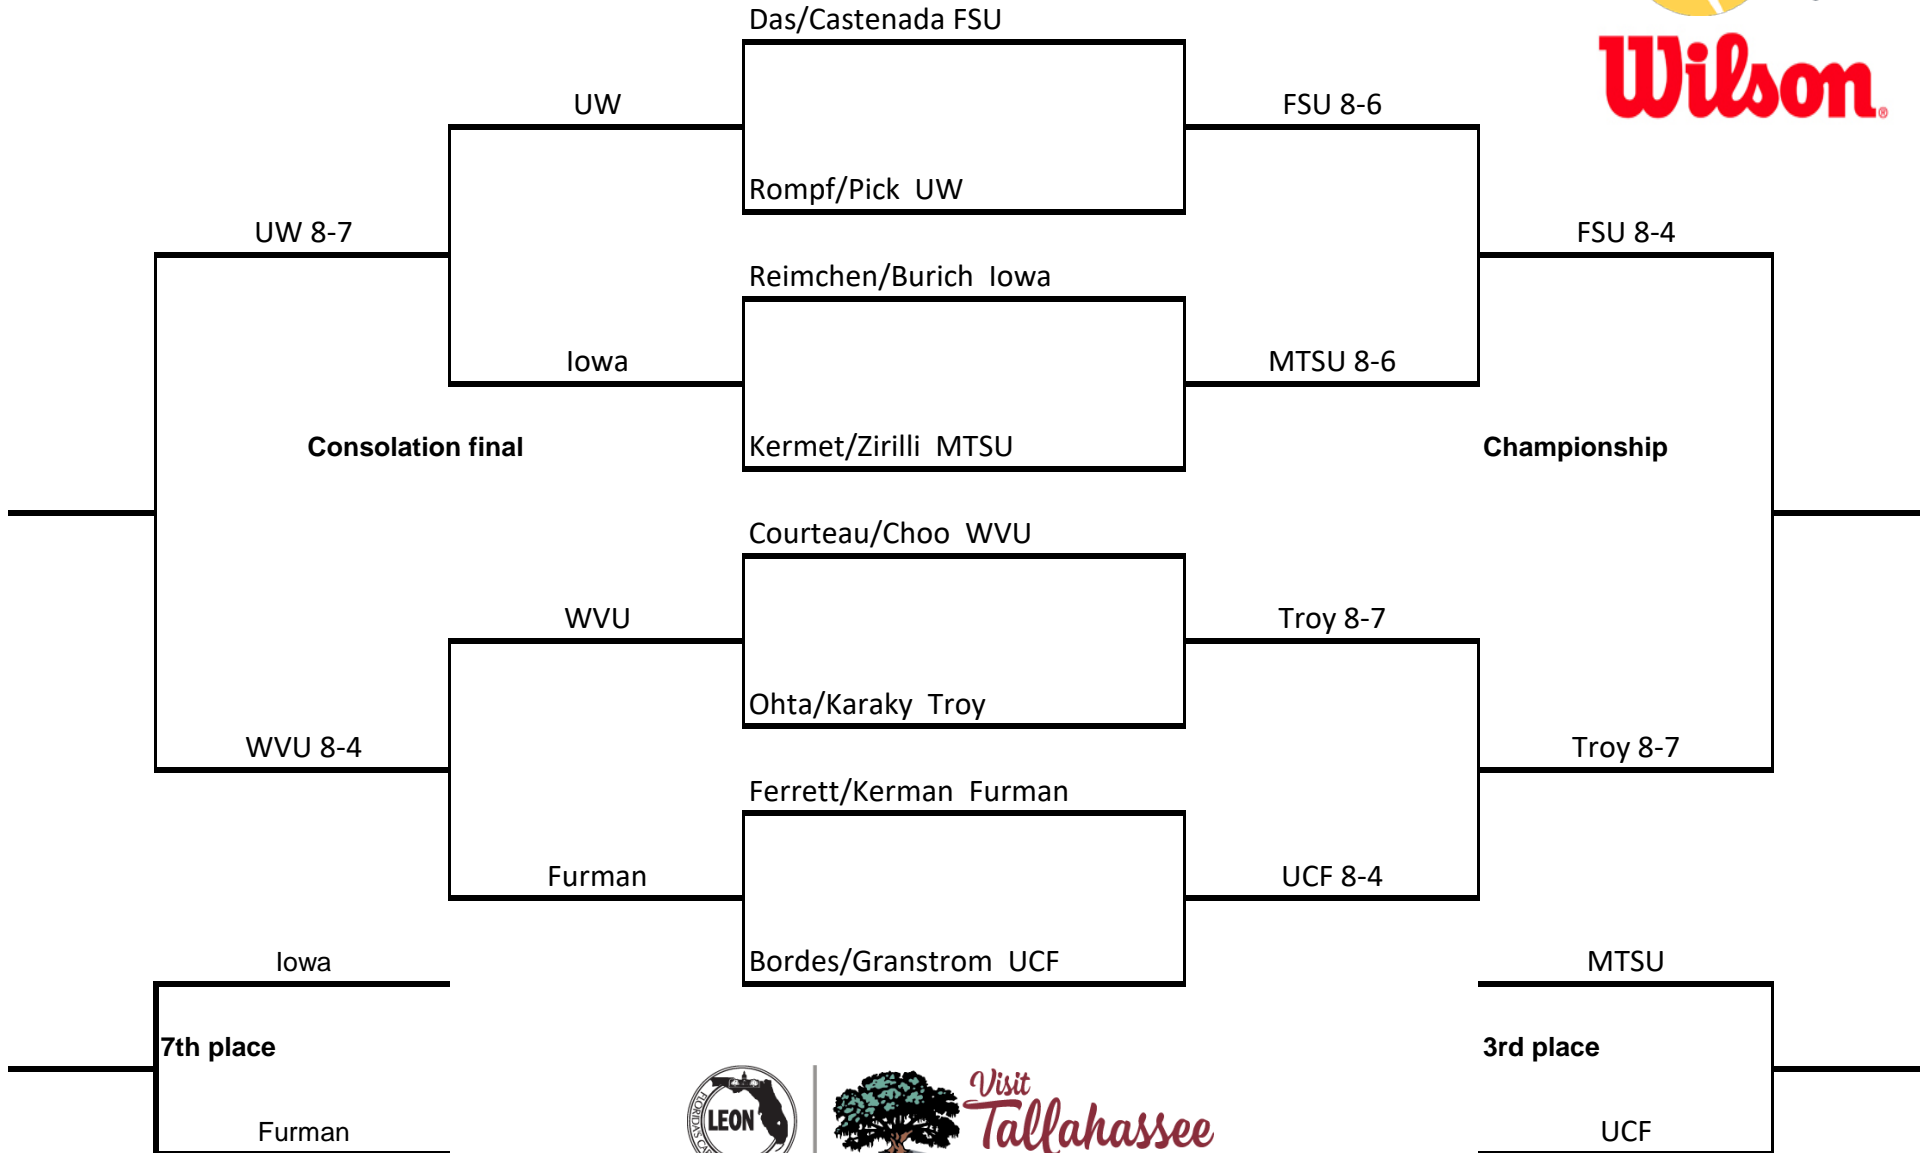 Das/Castenada FSU
Wilson
UW
FSU 8-6
Rompf/Pick UW
UW 8-7
FSU 8-4
Reimchen/Burich Iowa
Iowa
MTSU 8-6
Consolation final
Kermet/Zirilli MTSU
Championship
Courteau/Choo WVU
WVU
Troy 8-7
Ohta/Karaky Troy
WVU 8-4
Troy 8-7
Ferrett/Kerman Furman
Furman
UCF 8-4
Iowa
Bordes/Granstrom UCF
MTSU
7th place
3rd place
Visit
Tallahassee
LEON
Furman
UCF